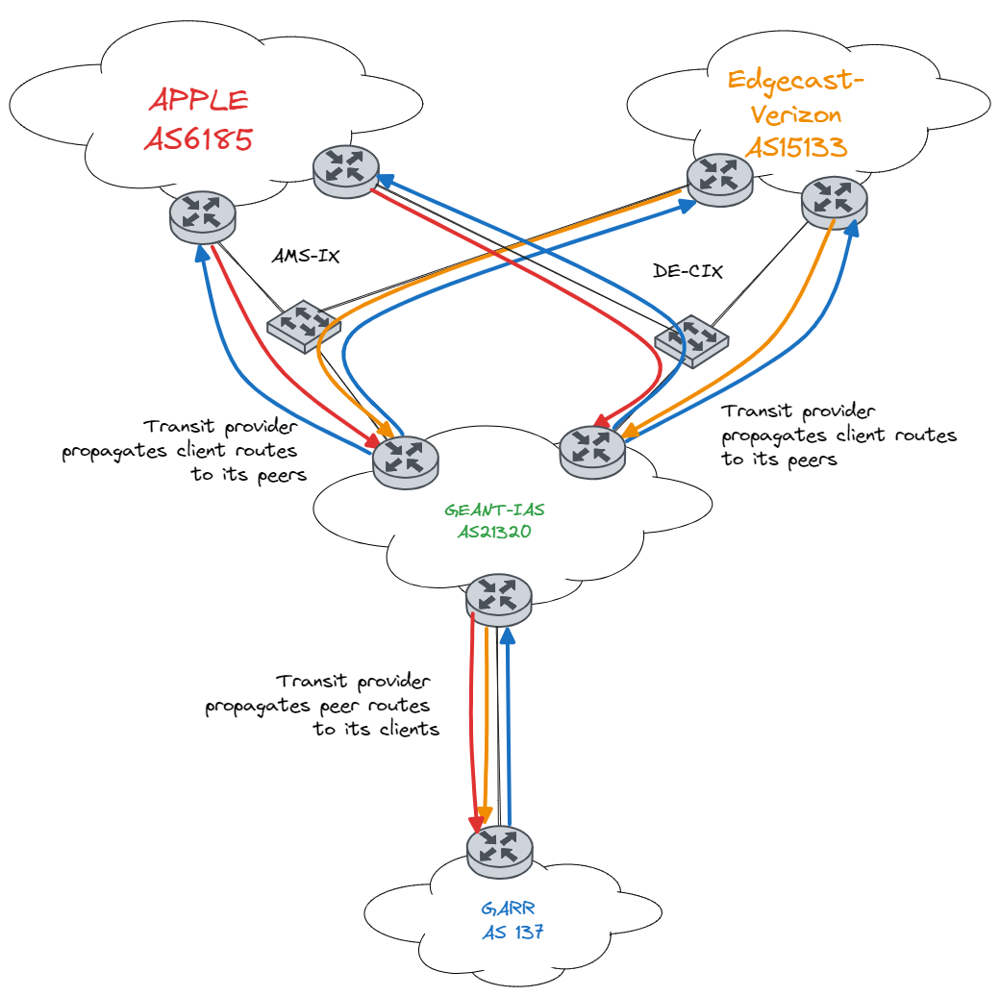 APPLE
AS6185
Edgecast-
Verizon
AS15133
AMS-IX
DE-CIX
Transit provider
propagates client routes
to its peers
Transit provider
propagates client routes
to its peers
GEANT-IAS
AS21320
Transit provider
propagates peer routes
to its clients
GARR
AS 137